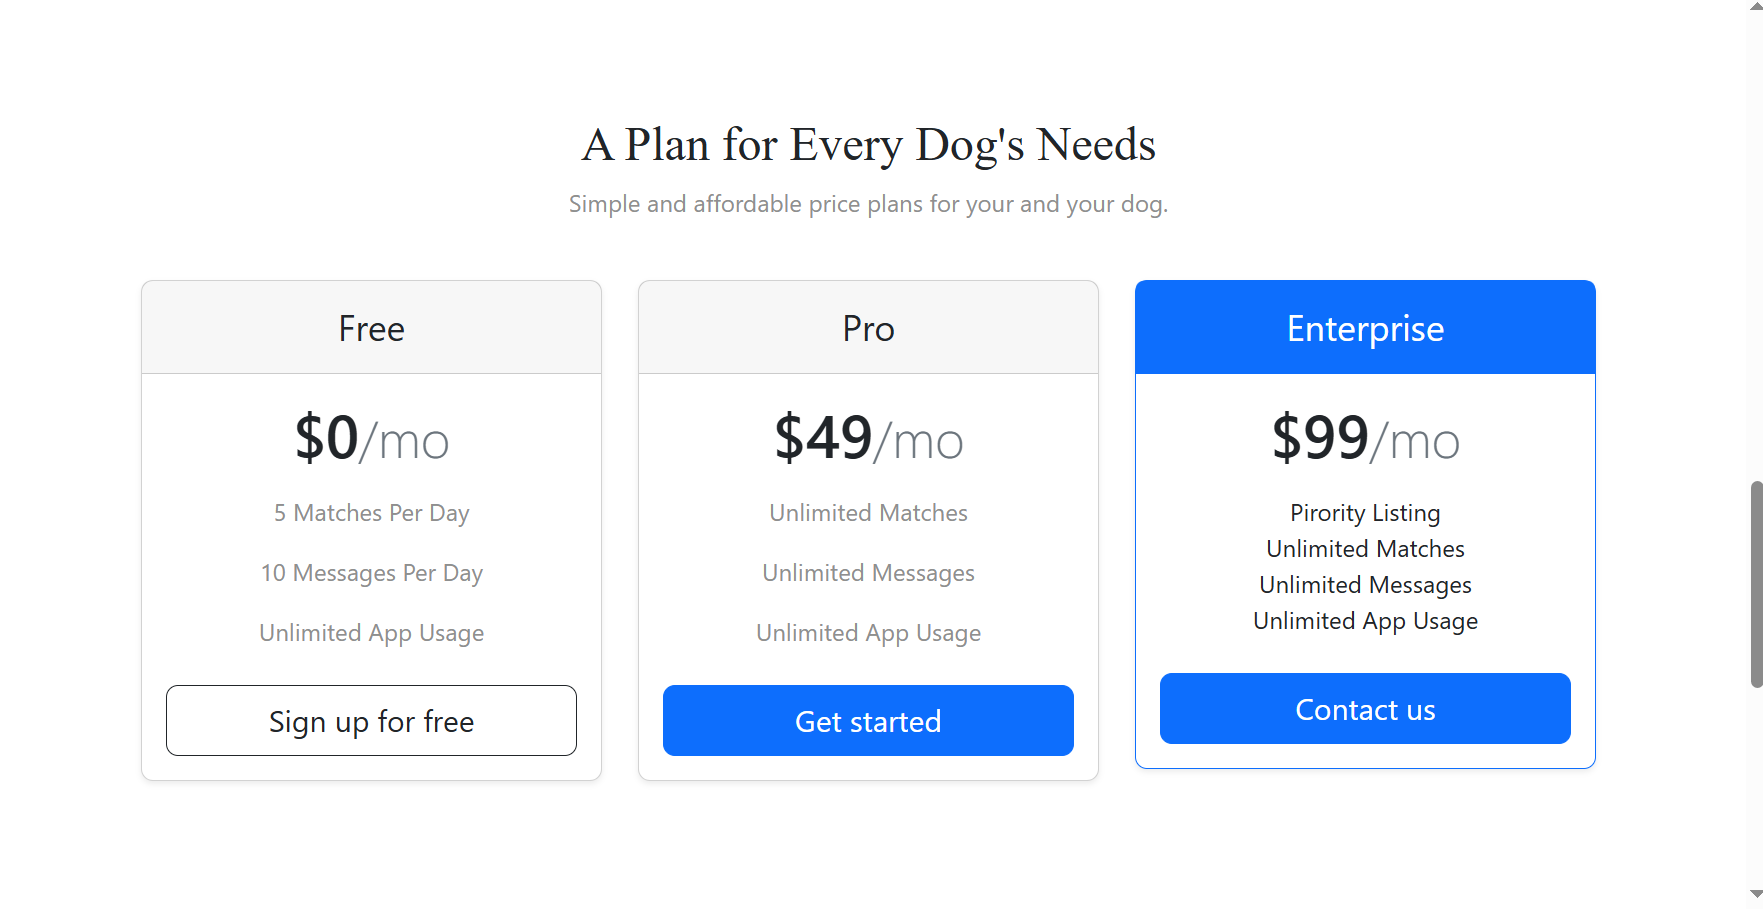 A Plan for Every Dog's Needs
Simple and affordable price plans for your and your dog.
Free
$0/mo
5 Matches Per Day
10 Messages Per Day
Unlimited App Usage
Sign up for free
Pro
$49/mo
Unlimited Matches
Unlimited Messages
Unlimited App Usage
Get started
Enterprise
$99/mo
Pirority Listing
Unlimited Matches
Unlimited Messages
Unlimited App Usage
Contact us